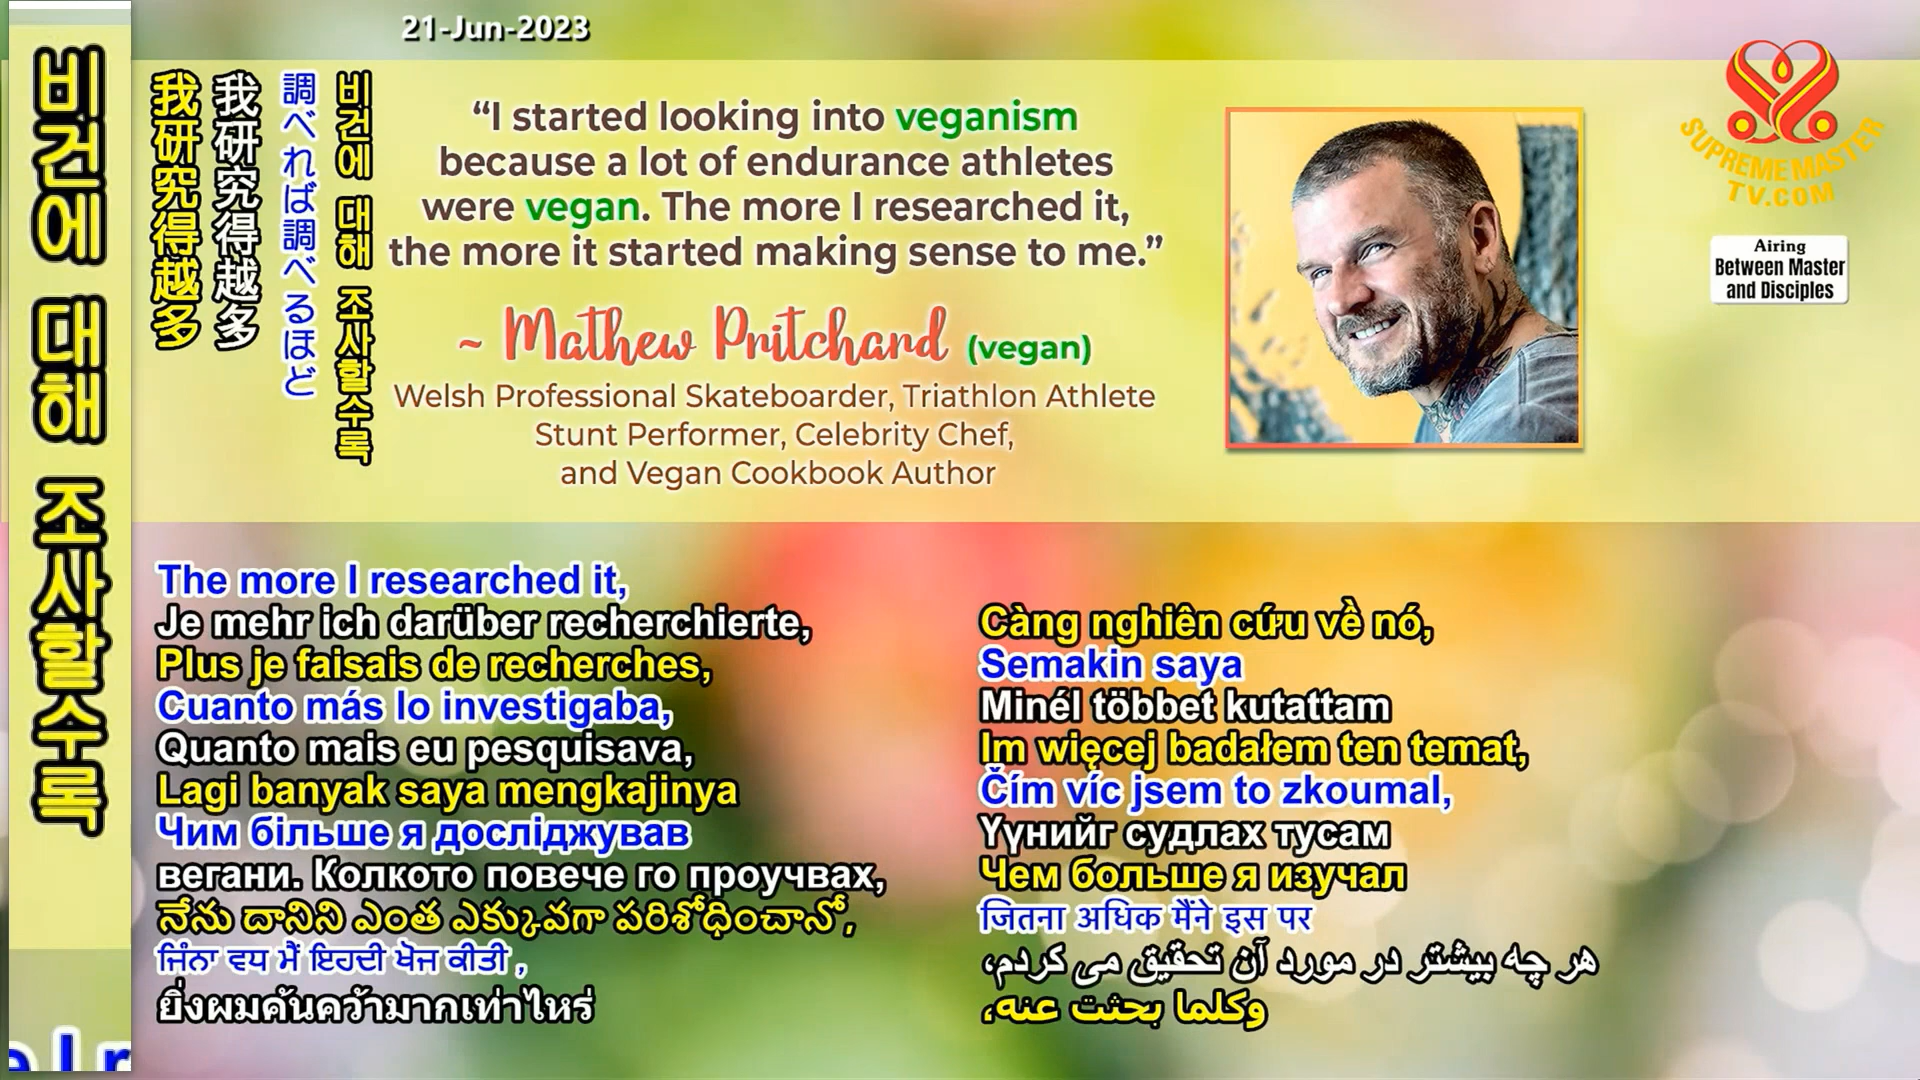 21-Jun-2023
비건에 대해 조사할수록
我研究得越多
我研究得越多
調べれば調べるほど
비건에 대해 조사할수록
“I started looking into veganism
because a lot of endurance athletes
were vegan. The more I researched it,
the more it started making sense to me.”
~ Mathew Pritchard (vegan)
Welsh Professional Skateboarder, Triathlon Athlete
Stunt Performer, Celebrity Chef,
and Vegan Cookbook Author
SUPREME MASTER
TV.COM
Airing
Between Master
and Disciples
The more I researched it,
Je mehr ich darüber recherchierte,
Plus je faisais de recherches,
Cuanto más lo investigaba,
Quanto mais eu pesquisava,
Lagi banyak saya mengkajinya
Чим більше я досліджував
вегани. Колкото повече го проучвах,
నేను దానిని ఎంత ఎక్కువగా పరిశోధించానో,
ਜਿੰਨਾ ਵਧ ਮੈਂ ਇਹਦੀ ਖੋਜ ਕੀਤੀ,
ยิ่งผมค้นคว้ามากเท่าไหร่
Càng nghiên cứu về nó,
Semakin saya
Minél többet kutattam
Im więcej badałem ten temat,
Čím víc jsem to zkoumal,
Үүнийг судлах тусам
Чем больше я изучал
जितना अधिक मैंने इस पर
هر چه بیشتر در مورد آن تحقیق می کردم،
وكلما بحثت عنه،